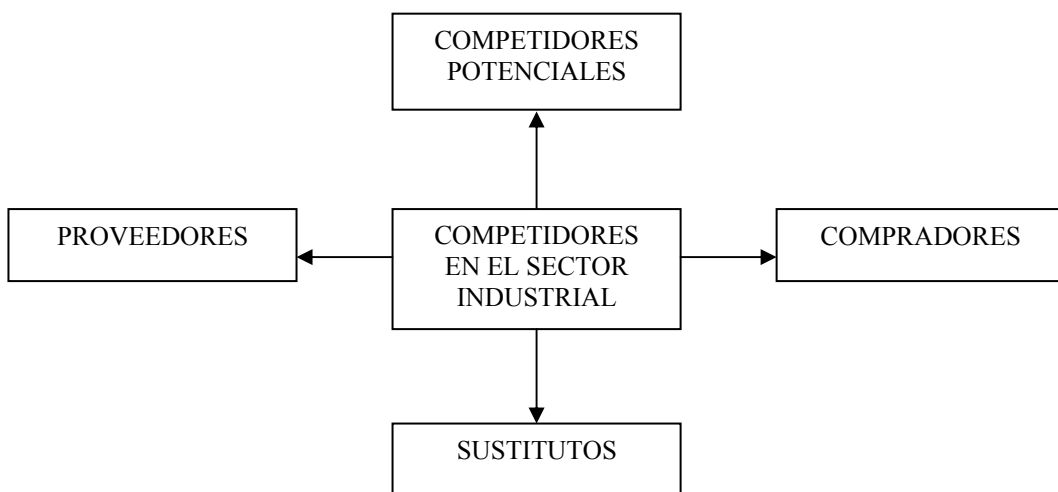 COMPETIDORES
POTENCIALES
PROVEEDORES
COMPETIDORES
EN EL SECTOR
INDUSTRIAL
COMPRADORES
SUSTITUTOS